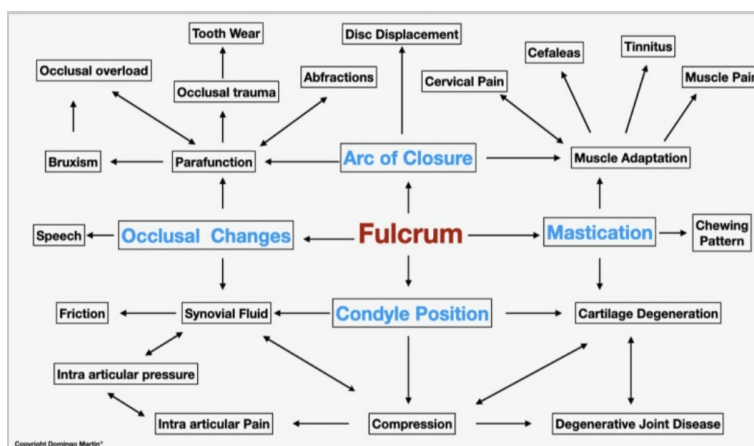 Tooth Wear
Disc Displacement
Cefaleas
Tinnitus
Occlusal overload
Occlusal trauma
Abfractions
Cervical Pain
Muscle Pain
Bruxism
Parafunction
Arc of Closure
Muscle Adaptation
Speech
Occlusal Changes
Fulcrum
Mastication
Chewing
Pattern
Friction
Synovial Fluid
Condyle Position
Cartilage Degeneration
Intra articular pressure
Intra articular Pain
Compression
Degenerative Joint Disease
Copyright Domingo Martin®